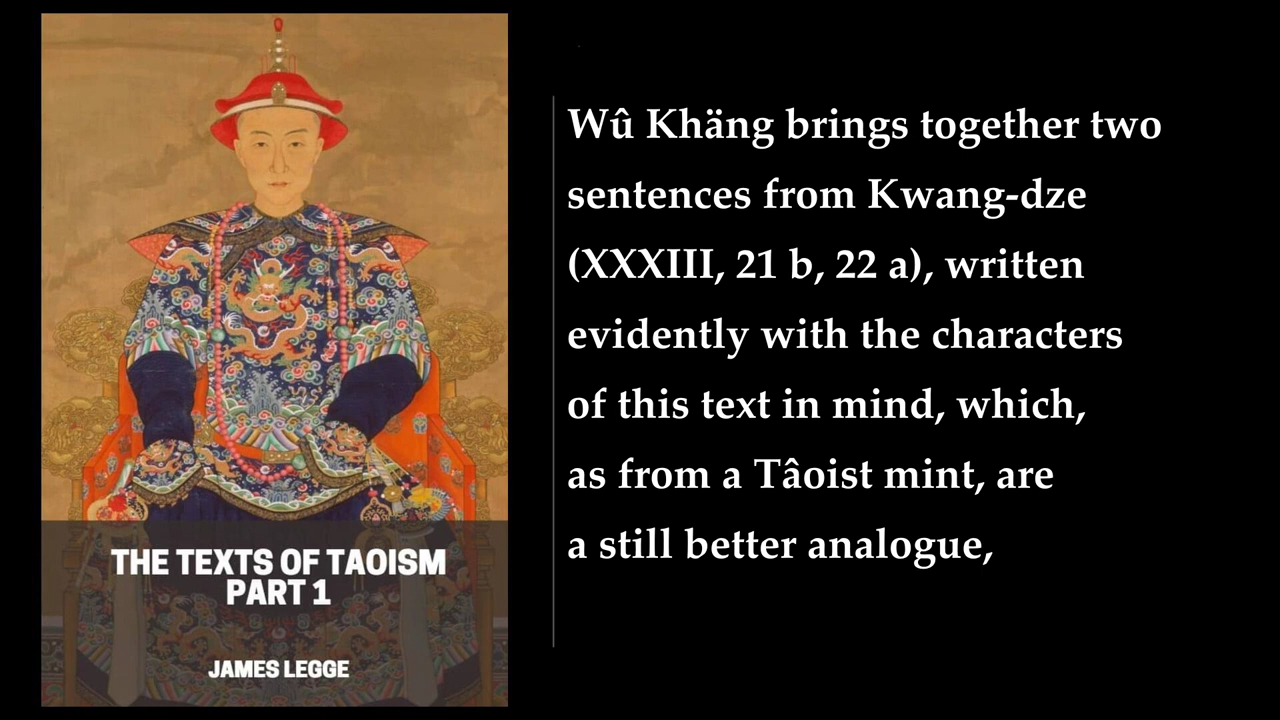 THE TEXTS OF TAOISM
PART 1
JAMES LEGGE
Wû Khäng brings together two
sentences from Kwang-dze
(XXXIII, 21 b, 22 a), written
evidently with the characters
of this text in mind, which,
as from a Tâoist mint, are
a still better analogue,